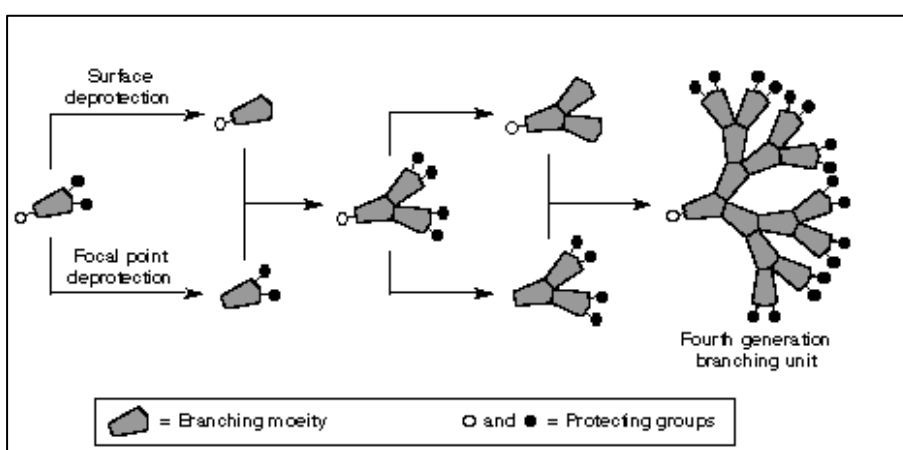 Surface
deprotection
Focal point
deprotection
Fourth generation
branching unit
= Branching moeity
and = Protecting groups